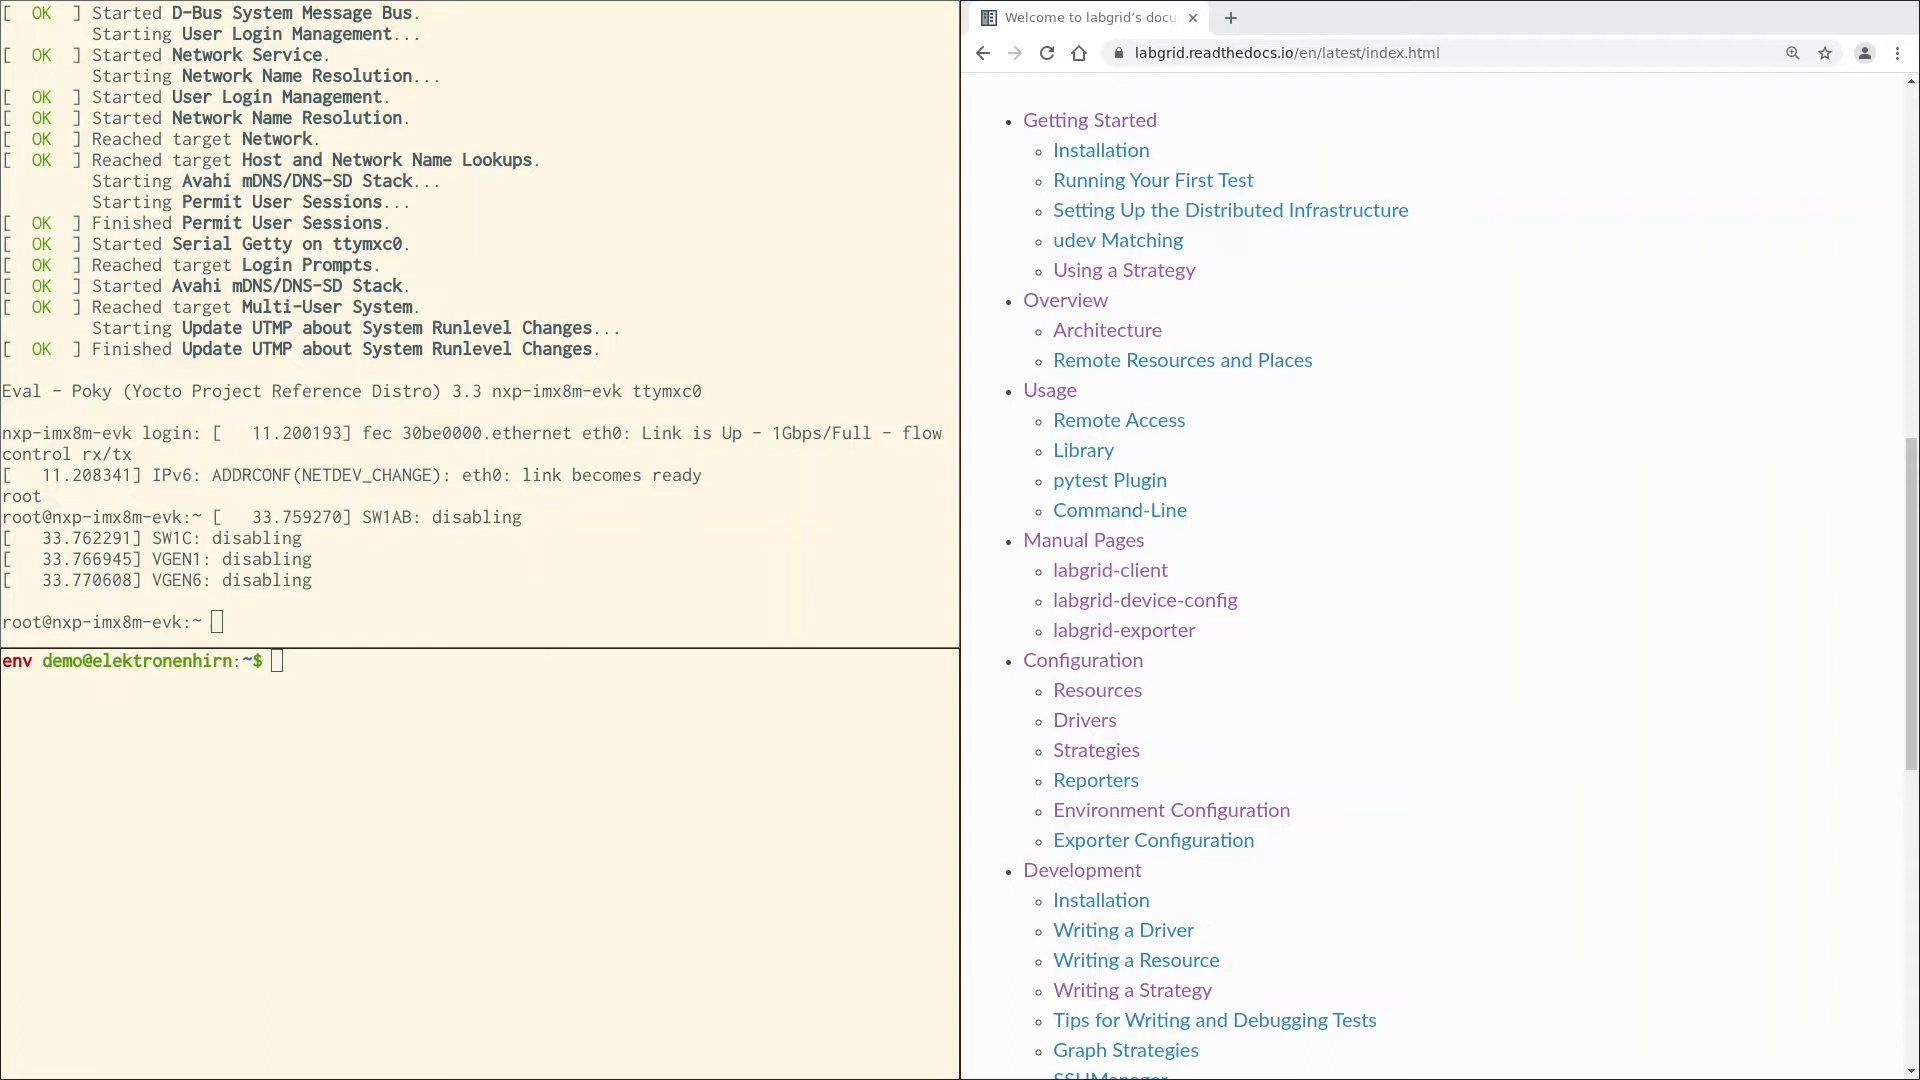 [  OK  ] Started D-Bus System Message Bus.
Starting User Login Management...
[  OK  ] Started Network Service.
Starting Network Name Resolution...
[  OK  ] Started User Login Management.
[  OK  ] Started Network Name Resolution.
[  OK  ] Reached target Network.
[  OK  ] Reached target Host and Network Name Lookups.
Starting Avahi mDNS/DNS-SD Stack...
Starting Permit User Sessions...
[  OK  ] Finished Permit User Sessions.
[  OK  ] Started Serial Getty on ttymxc0.
[  OK  ] Reached target Login Prompts.
[  OK  ] Started Avahi mDNS/DNS-SD Stack.
[  OK  ] Reached target Multi-User System.
Starting Update UTMP about System Runlevel Changes...
[  OK  ] Finished Update UTMP about System Runlevel Changes.
Eval - Poky (Yocto Project Reference Distro) 3.3 nxp-imx8m-evk ttymxc0
nxp-imx8m-evk login: [   11.200193] fec 30be0000.ethernet eth0: Link is Up - 1Gbps/Full - flow
control rx/tx
[   11.208341] IPv6: ADDRCONF(NETDEV_CHANGE): eth0: link becomes ready
root
root@nxp-imx8m-evk:~ [   33.759270] SW1AB: disabling
[   33.762291] SW1C: disabling
[   33.766945] VGEN1: disabling
[   33.770608] VGEN6: disabling
root@nxp-imx8m-evk:~
env demo@elektronenhirn:~$
Welcome to labgrid's docu
labgrid.readthedocs.io/en/latest/index.html
• Getting Started
◦ Installation
◦ Running Your First Test
◦ Setting Up the Distributed Infrastructure
◦ udev Matching
◦ Using a Strategy
• Overview
◦ Architecture
◦ Remote Resources and Places
• Usage
◦ Remote Access
◦ Library
◦ pytest Plugin
◦ Command-Line
• Manual Pages
◦ labgrid-client
◦ labgrid-device-config
◦ labgrid-exporter
• Configuration
◦ Resources
◦ Drivers
◦ Strategies
◦ Reporters
◦ Environment Configuration
◦ Exporter Configuration
• Development
◦ Installation
◦ Writing a Driver
◦ Writing a Resource
◦ Writing a Strategy
◦ Tips for Writing and Debugging Tests
◦ Graph Strategies
SSHManager